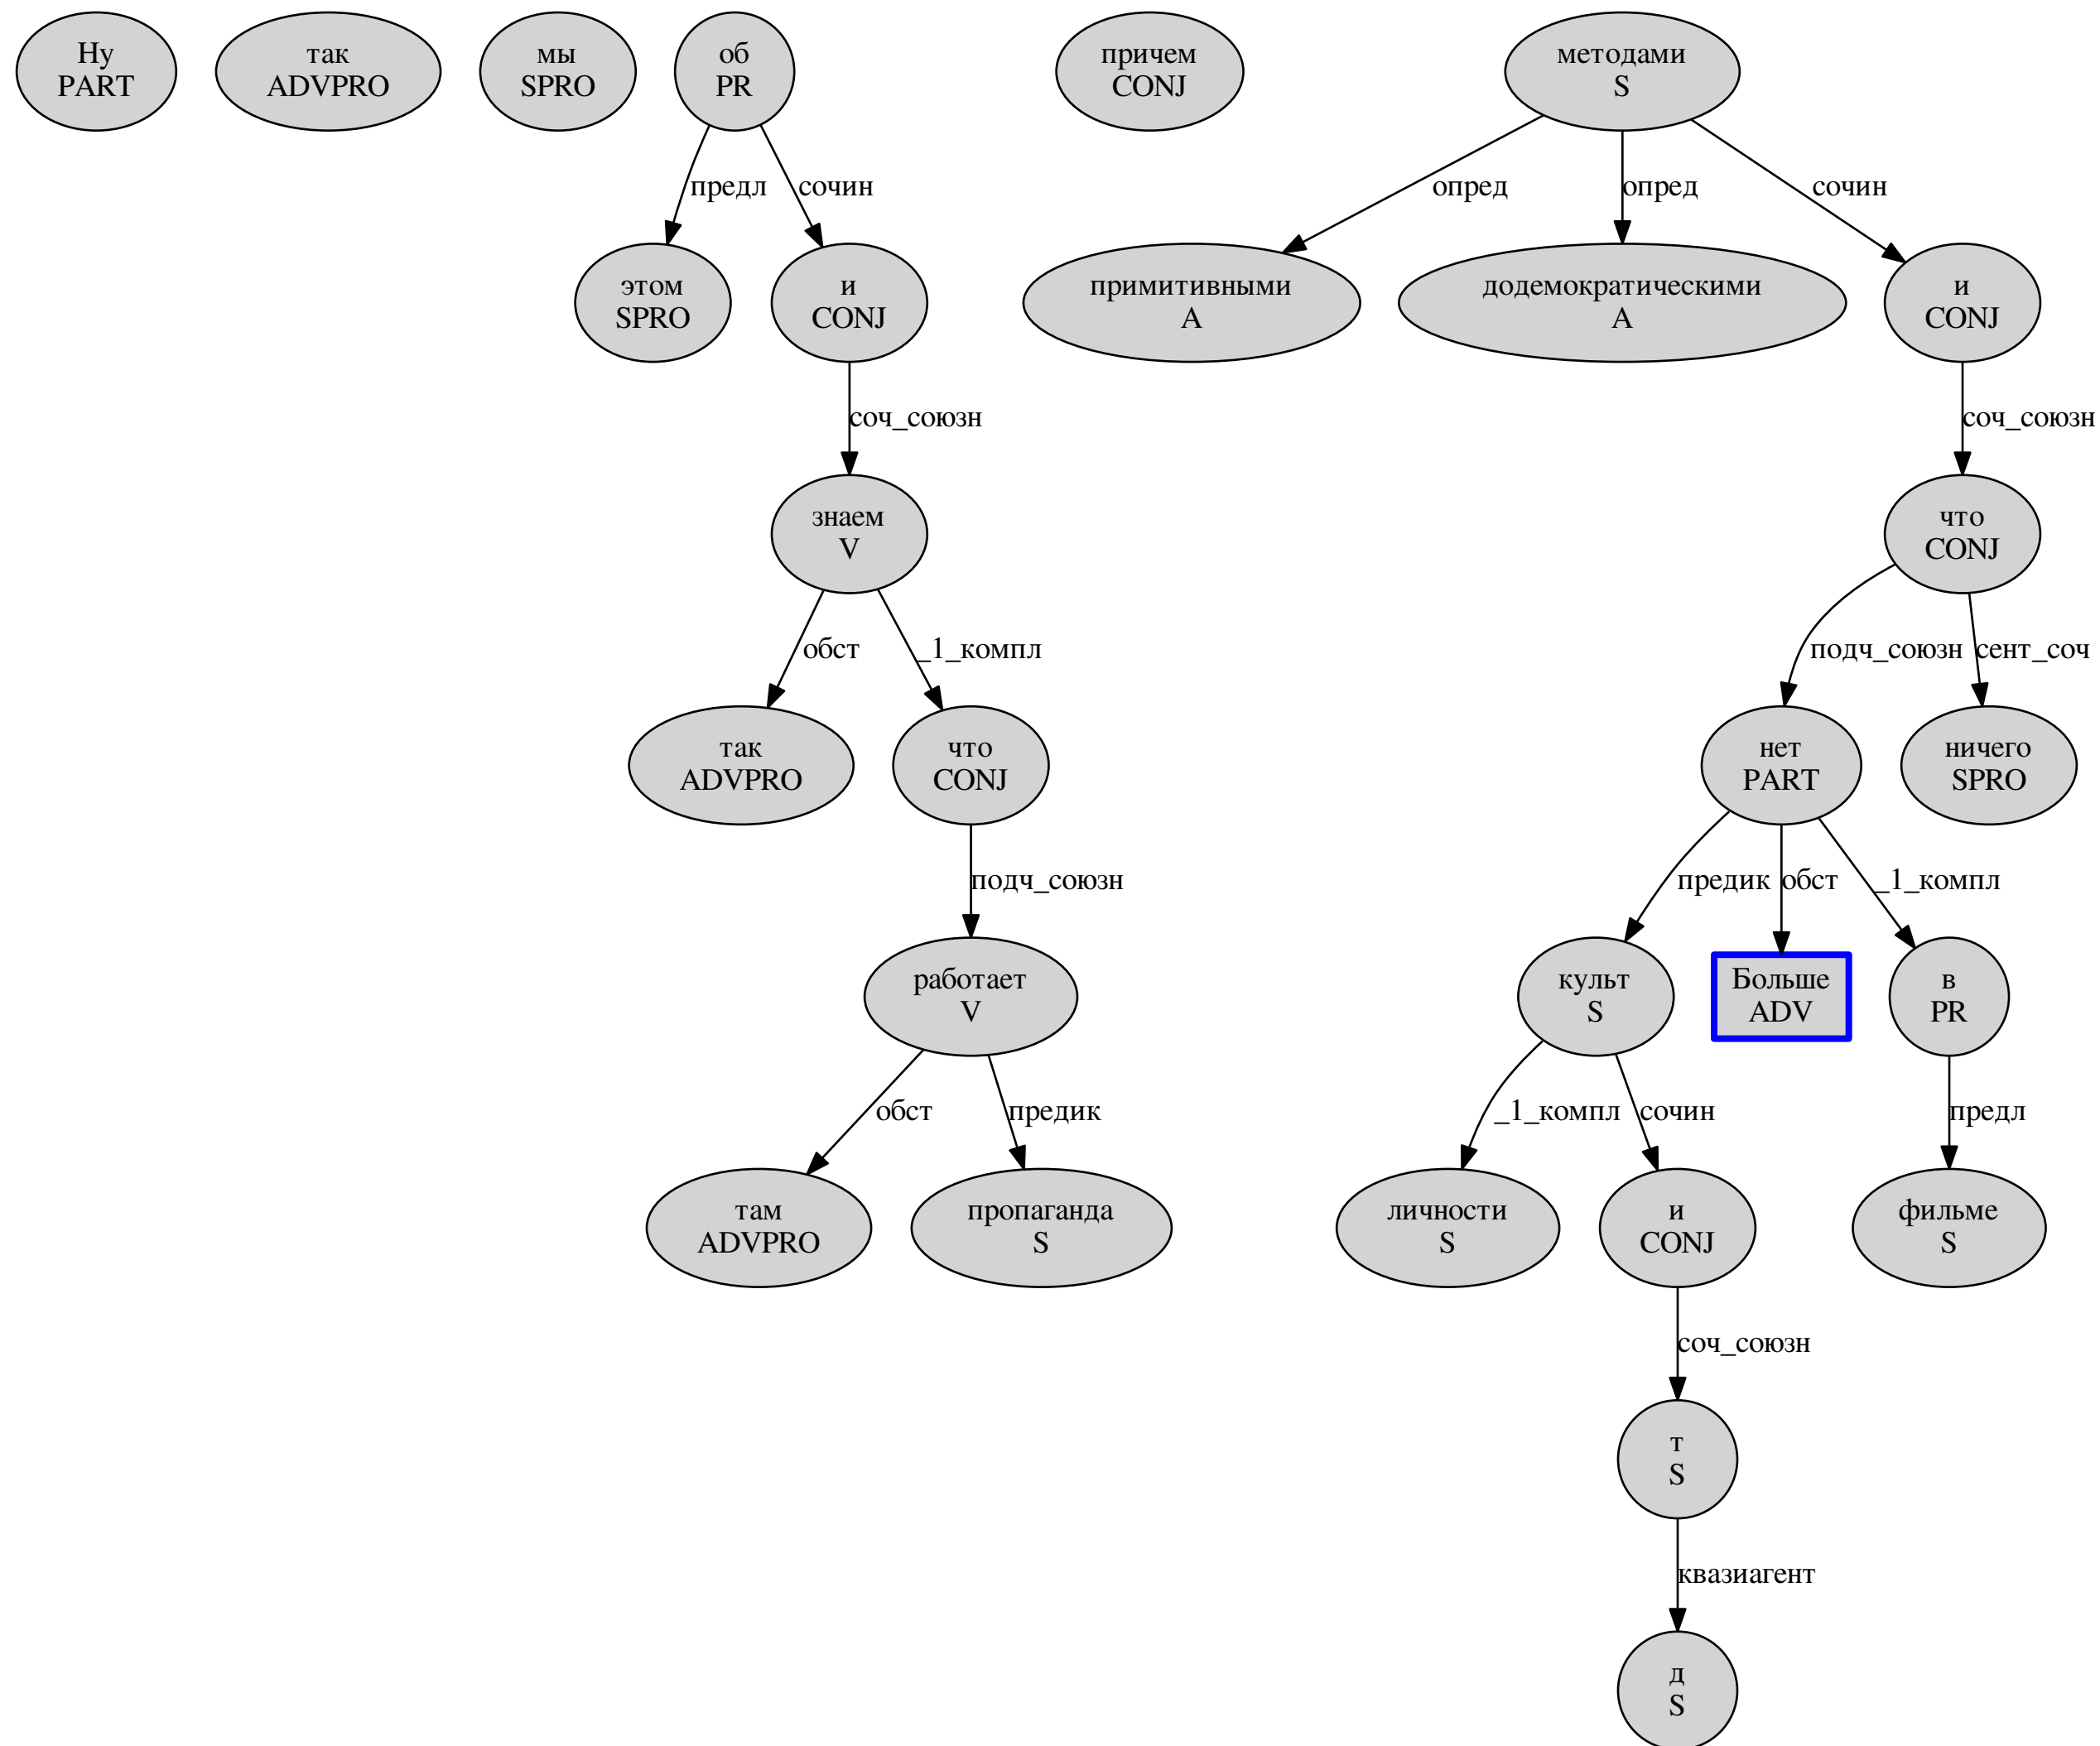 Ну
PART
так
ADVPRO
мы
SPRO
об
PR
причем
CONJ
методами
S
предл
сочин
опред
опред
сочин
этом
SPRO
и
CONJ
примитивными
A
додемократическими
A
и
CONJ
соч_союзн
соч_союзн
знаем
V
что
CONJ
обст
_1_компл
подч_союзн
сент_соч
так
ADVPRO
что
CONJ
нет
PART
ничего
SPRO
подч_союзн
предик
обст
_1_компл
работает
V
культ
S
Больше
ADV
в
PR
обст
предик
_1_компл
сочин
предл
там
ADVPRO
пропаганда
S
личности
S
и
CONJ
фильме
S
соч_союзн
т
S
квазиагент
д
S